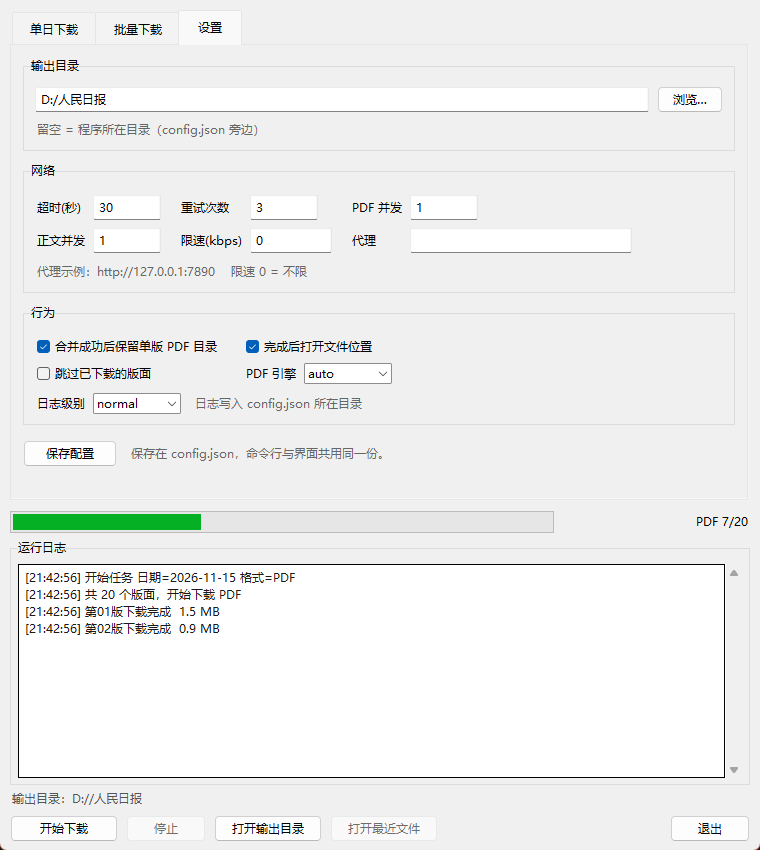 单日下载 批量下载 设置
输出目录
D:/人民日报 浏览...
留空 = 程序所在目录（config.json 旁边）
网络
超时(秒) 30 重试次数 3 PDF 并发 1
正文并发 1 限速(kbps) 0 代理
代理示例：http://127.0.0.1:7890 限速 0 = 不限
行为
合并成功后保留单版 PDF 目录 完成后打开文件位置
跳过已下载的版面 PDF 引擎 auto
日志级别 normal 日志写入 config.json 所在目录
保存配置 保存在 config.json，命令行与界面共用同一份。
PDF 7/20
运行日志
[21:42:56] 开始任务 日期=2026-11-15 格式=PDF
[21:42:56] 共 20 个版面，开始下载 PDF
[21:42:56] 第01版下载完成 1.5 MB
[21:42:56] 第02版下载完成 0.9 MB
输出目录：D://人民日报
开始下载 停止 打开输出目录 打开最近文件 退出